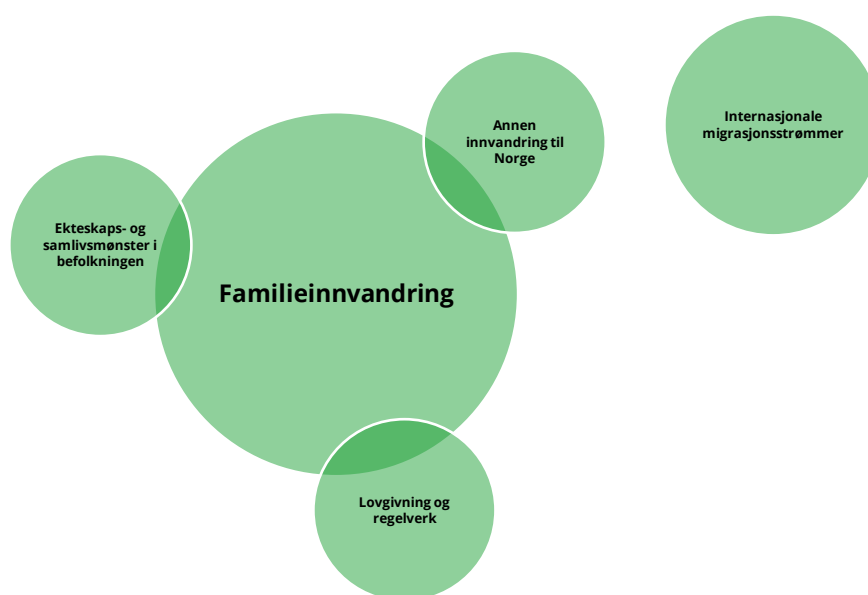 Internasjonale
migrasjonsstrømmer
Annen
innvandring til
Norge
Ekteskaps- og
samlivsmønster i
befolkningen
Familieinnvandring
Lovgivning og
regelverk